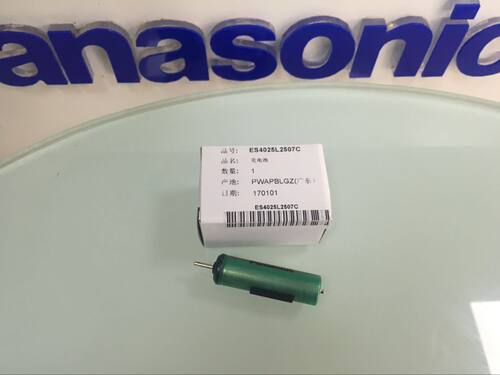 Panasonic
品号: ES4025L2507C
品名: 充电池
数量: 1
产地: PWAPBLGZ(广东)
日期: 170101
ES4025L2507C